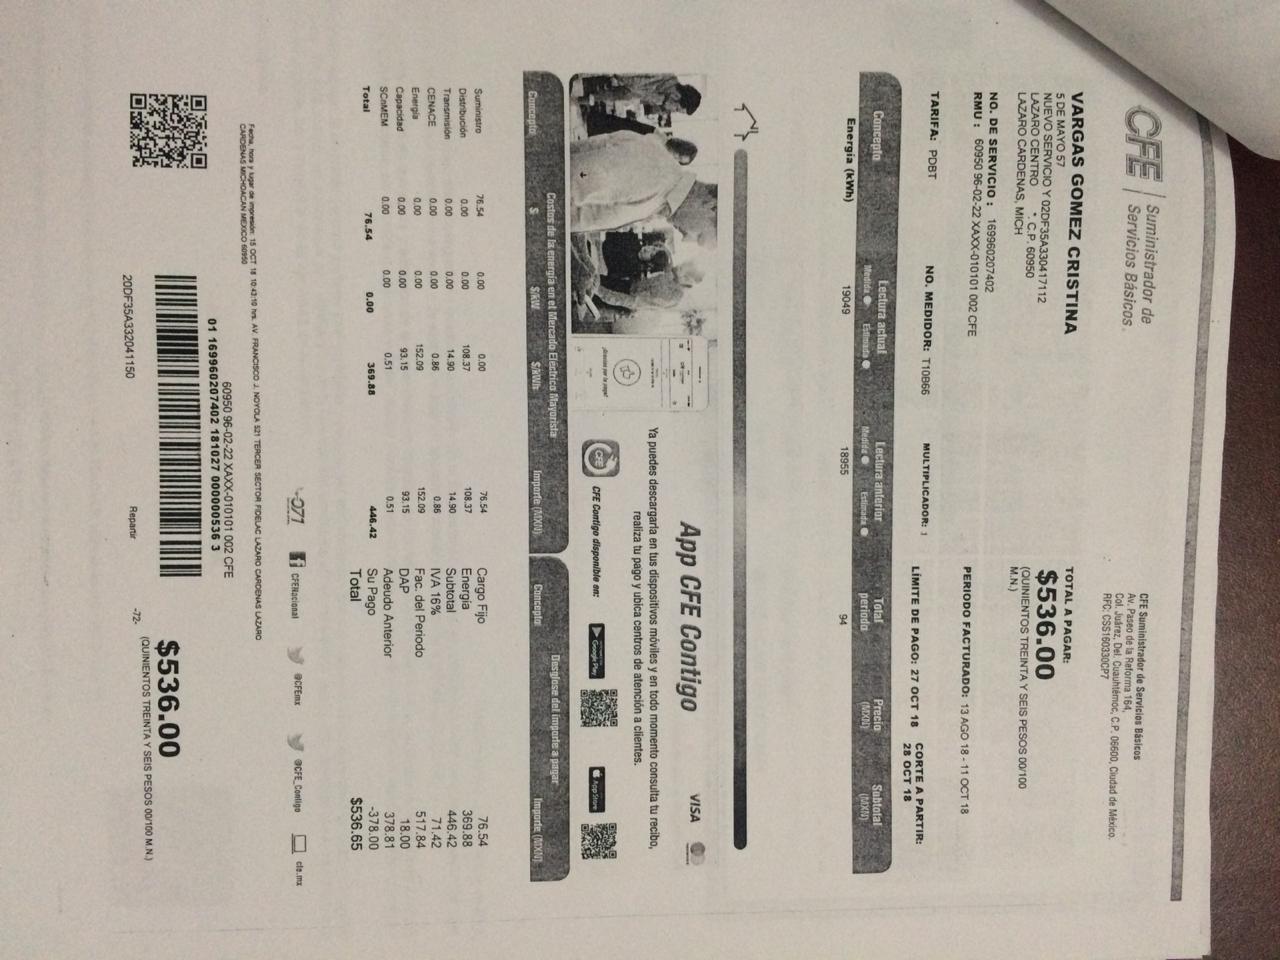 CFE Suministrador de
Servicios Básicos
CFE Suministrador de Servicios Básicos
Av. Paseo de la Reforma 164,
Col. Juárez, Del. Cuauhtémoc, C.P. 06600, Ciudad de México.
RFC: CSS160330CP7
VARGAS GOMEZ CRISTINA
5 DE MAYO 57
NUEVO SERVICIO Y 02DF35A330417112
LAZARO CENTRO *. C.P. 60950
LAZARO CARDENAS, MICH
TOTAL A PAGAR:
$536.00
(QUINIENTOS TREINTA Y SEIS PESOS 00/100
M.N.)
NO. DE SERVICIO : 169960207402
RMU : 60950 96-02-22 XAXX-010101 002 CFE
PERIODO FACTURADO: 13 AGO 18 - 11 OCT 18
TARIFA: PDBT NO. MEDIDOR: T10B66 MULTIPLICADOR: 1
LÍMITE DE PAGO: 27 OCT 18 CORTE A PARTIR:
28 OCT 18
Concepto Lectura actual Lectura anterior Total Precio Subtotal
Medida Estimada Medida Estimada periodo (MXN) (MXN)
Energía (kWh) 19049 18955 94
App CFE Contigo VISA
Ya puedes descargarla en tus dispositivos móviles y en todo momento consulta tu recibo,
realiza tu pago y ubica centros de atención a clientes.
¡Gracias por tu pago!
CFE
CFE Contigo disponible en: Google Play App Store
Costos de la energía en el Mercado Eléctrico Mayorista
Concepto $ $/kW $/kWh Importe (MXN)
Suministro 76.54 0.00 0.00 76.54
Distribución 0.00 0.00 108.37 108.37
Transmisión 0.00 0.00 14.90 14.90
CENACE 0.00 0.00 0.86 0.86
Energía 0.00 0.00 152.09 152.09
Capacidad 0.00 0.00 93.15 93.15
SCnMEM 0.00 0.00 0.51 0.51
Total 76.54 0.00 369.88 446.42
Desglose del importe a pagar
Concepto Importe (MXN)
Cargo Fijo 76.54
Energía 369.88
Subtotal 446.42
IVA 16% 71.42
Fac. del Periodo 517.84
DAP 18.00
Adeudo Anterior 378.81
Su Pago -378.00
Total $536.65
071 CFENacional @CFEmx @CFE_Contigo cfe.mx
Fecha, hora y lugar de impresión: 15 OCT 18 10:43:10 hrs. AV. FRANCISCO J. NOYOLA 521 TERCER SECTOR FIDELAC LAZARO CARDENAS LAZARO
CARDENAS MICHOACAN MEXICO 60950
60950 96-02-22 XAXX-010101 002 CFE
01 169960207402 181027 000000536 3
20DF35A332041150 Repartir -72-
$536.00
(QUINIENTOS TREINTA Y SEIS PESOS 00/100 M.N.)